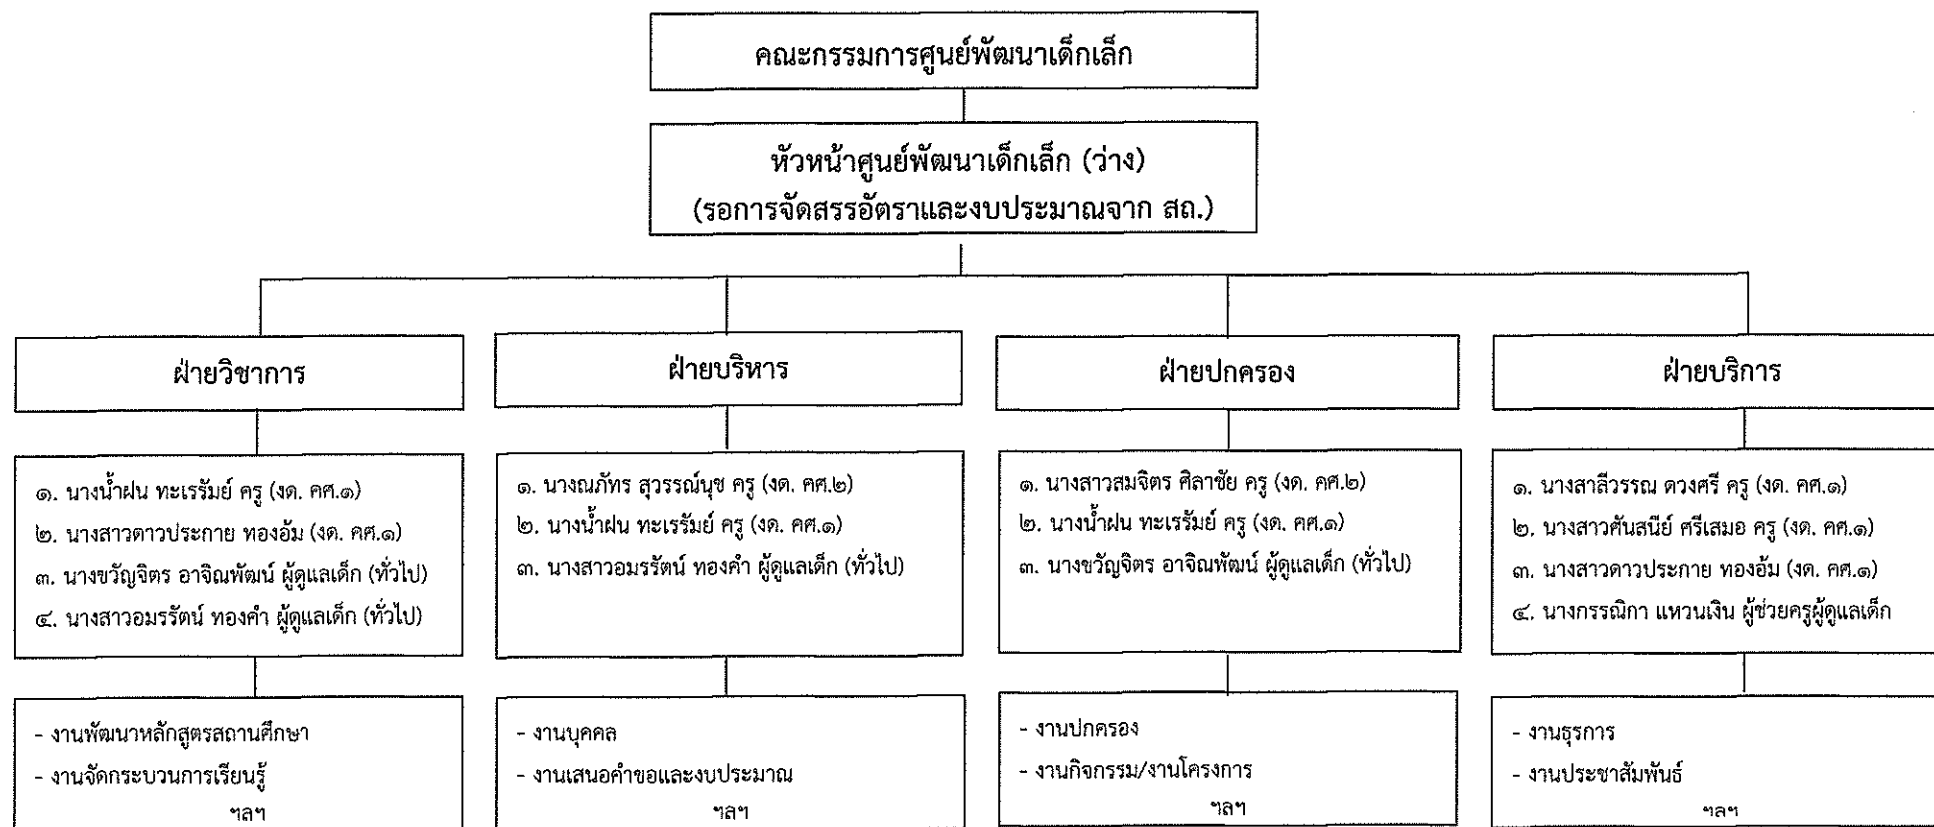 คณะกรรมการศูนย์พัฒนาเด็กเล็ก
หัวหน้าศูนย์พัฒนาเด็กเล็ก (ว่าง)
(รอการจัดสรรอัตราและงบประมาณจาก สถ.)
ฝ่ายวิชาการ
๑. นางน้ำฝน ทะเรรัมย์ ครู (งด. คศ.๑)
๒. นางสาวดาวประกาย ทองอ้ม (งด. คศ.๑)
๓. นางขวัญจิตร อาจิณพัฒน์ ผู้ดูแลเด็ก (ทั่วไป)
๔. นางสาวอมรรัตน์ ทองคำ ผู้ดูแลเด็ก (ทั่วไป)
- งานพัฒนาหลักสูตรสถานศึกษา
- งานจัดกระบวนการเรียนรู้
ฯลฯ
ฝ่ายบริหาร
๑. นางณภัทร สุวรรณ์นุช ครู (งด. คศ.๒)
๒. นางน้ำฝน ทะเรรัมย์ ครู (งด. คศ.๑)
๓. นางสาวอมรรัตน์ ทองคำ ผู้ดูแลเด็ก (ทั่วไป)
- งานบุคคล
- งานเสนอคำขอและงบประมาณ
ฯลฯ
ฝ่ายปกครอง
๑. นางสาวสมจิตร ศิลาชัย ครู (งด. คศ.๒)
๒. นางน้ำฝน ทะเรรัมย์ ครู (งด. คศ.๑)
๓. นางขวัญจิตร อาจิณพัฒน์ ผู้ดูแลเด็ก (ทั่วไป)
- งานปกครอง
- งานกิจกรรม/งานโครงการ
ฯลฯ
ฝ่ายบริการ
๑. นางสาลีวรรณ ดวงศรี ครู (งด. คศ.๑)
๒. นางสาวศันสนีย์ ศรีเสมอ ครู (งด. คศ.๑)
๓. นางสาวดาวประกาย ทองอ้ม (งด. คศ.๑)
๔. นางกรรณิกา แหวนเงิน ผู้ช่วยครูผู้ดูแลเด็ก
- งานธุรการ
- งานประชาสัมพันธ์
ฯลฯ